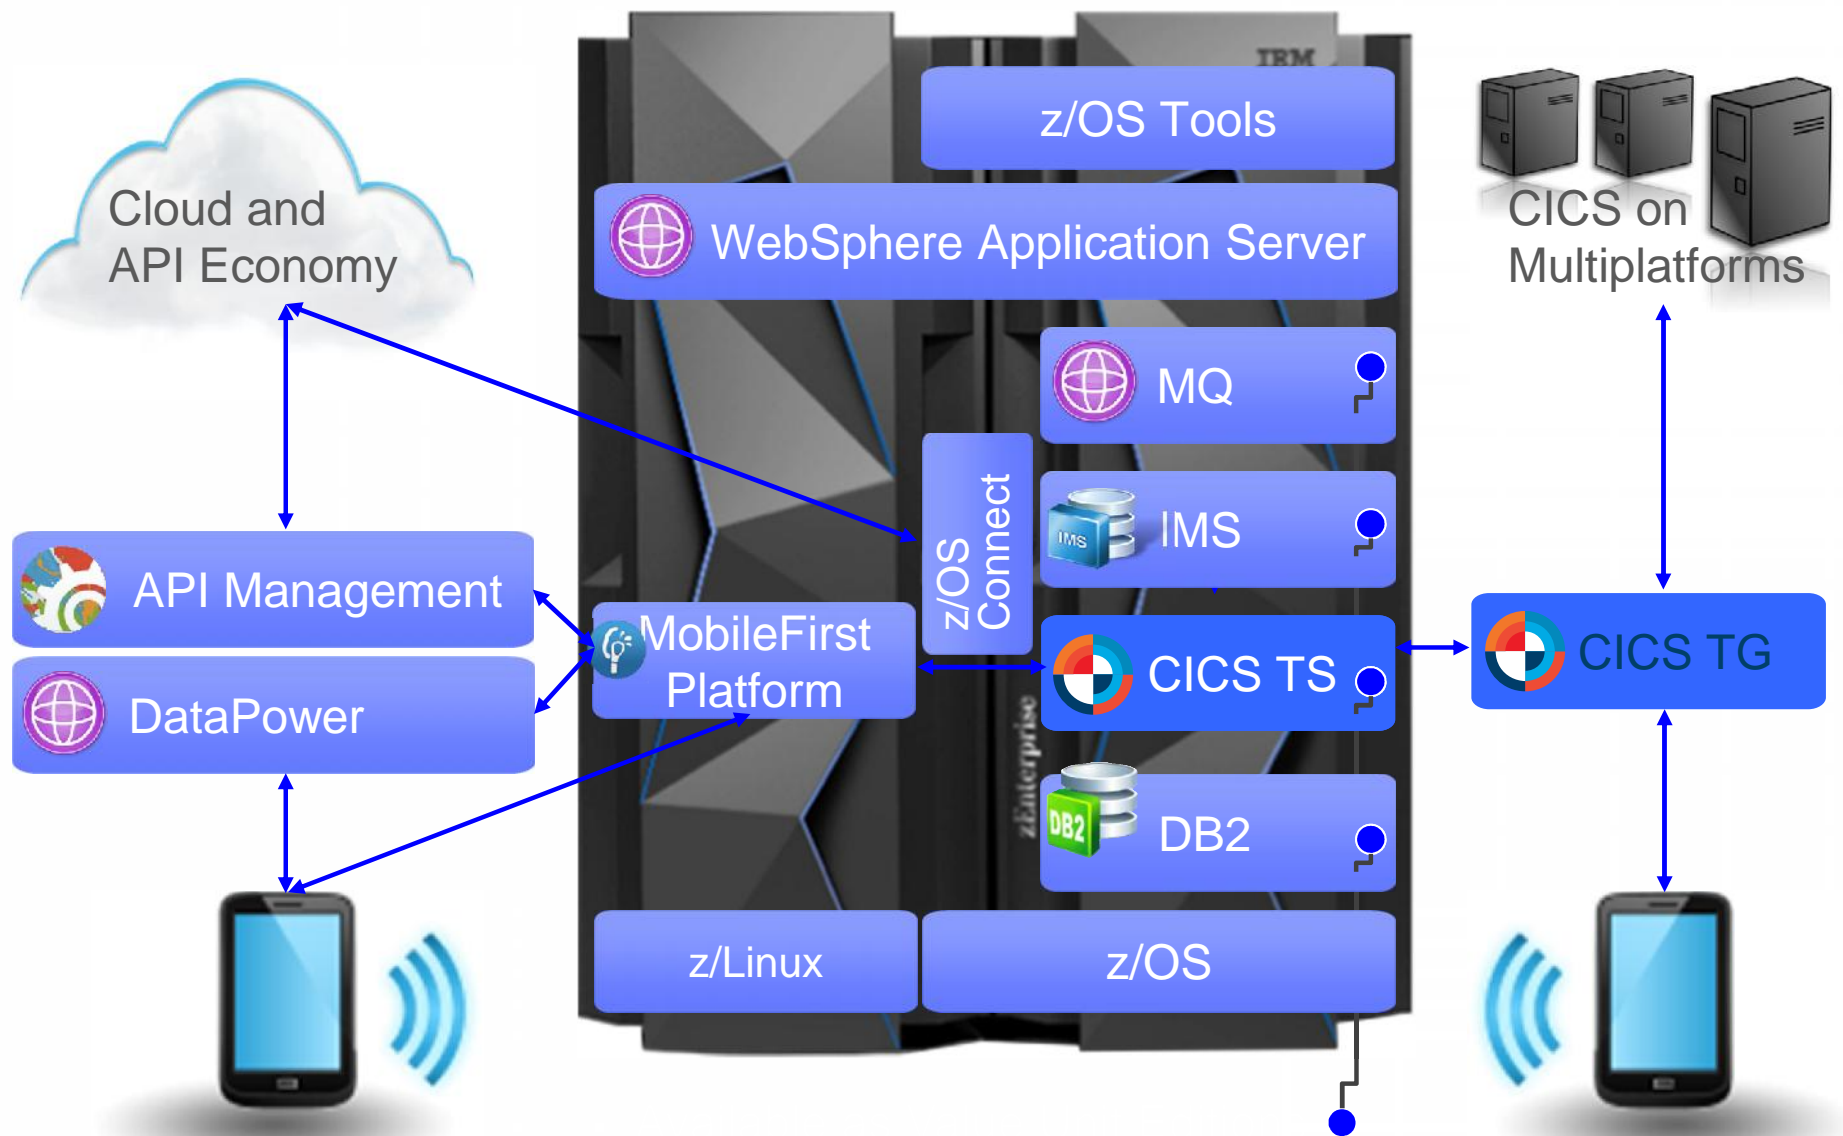 IBM
z/OS Tools
Cloud and
API Economy
WebSphere Application Server
CICS on
Multiplatforms
MQ
z/OS
Connect
IMS
IMS
API Management
MobileFirst
Platform
CICS TS
CICS TG
DataPower
zEnterprise
DB2
DB2
z/Linux
z/OS